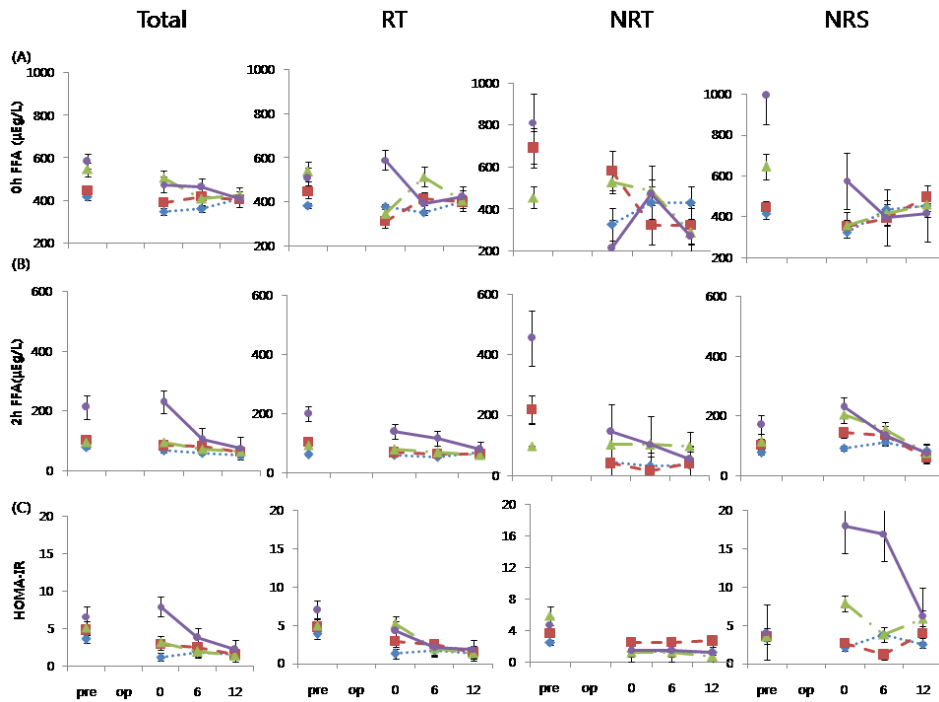 Total RT NRT NRS
(A)
0h FFA (µEg/L)
1000 800 600 400 200
1000 800 600 400 200
1000 800 600 400 200
1000 800 600 400 200
(B)
2h FFA(µEg/L)
600 400 200 0
600 400 200 0
600 400 200 0
600 400 200 0
(C)
HOMA-IR
20 15 10 5 0
20 15 10 5 0
20 16 12 8 4 0
20 15 10 5 0
pre op 0 6 12 pre op 0 6 12 pre op 0 6 12 pre op 0 6 12